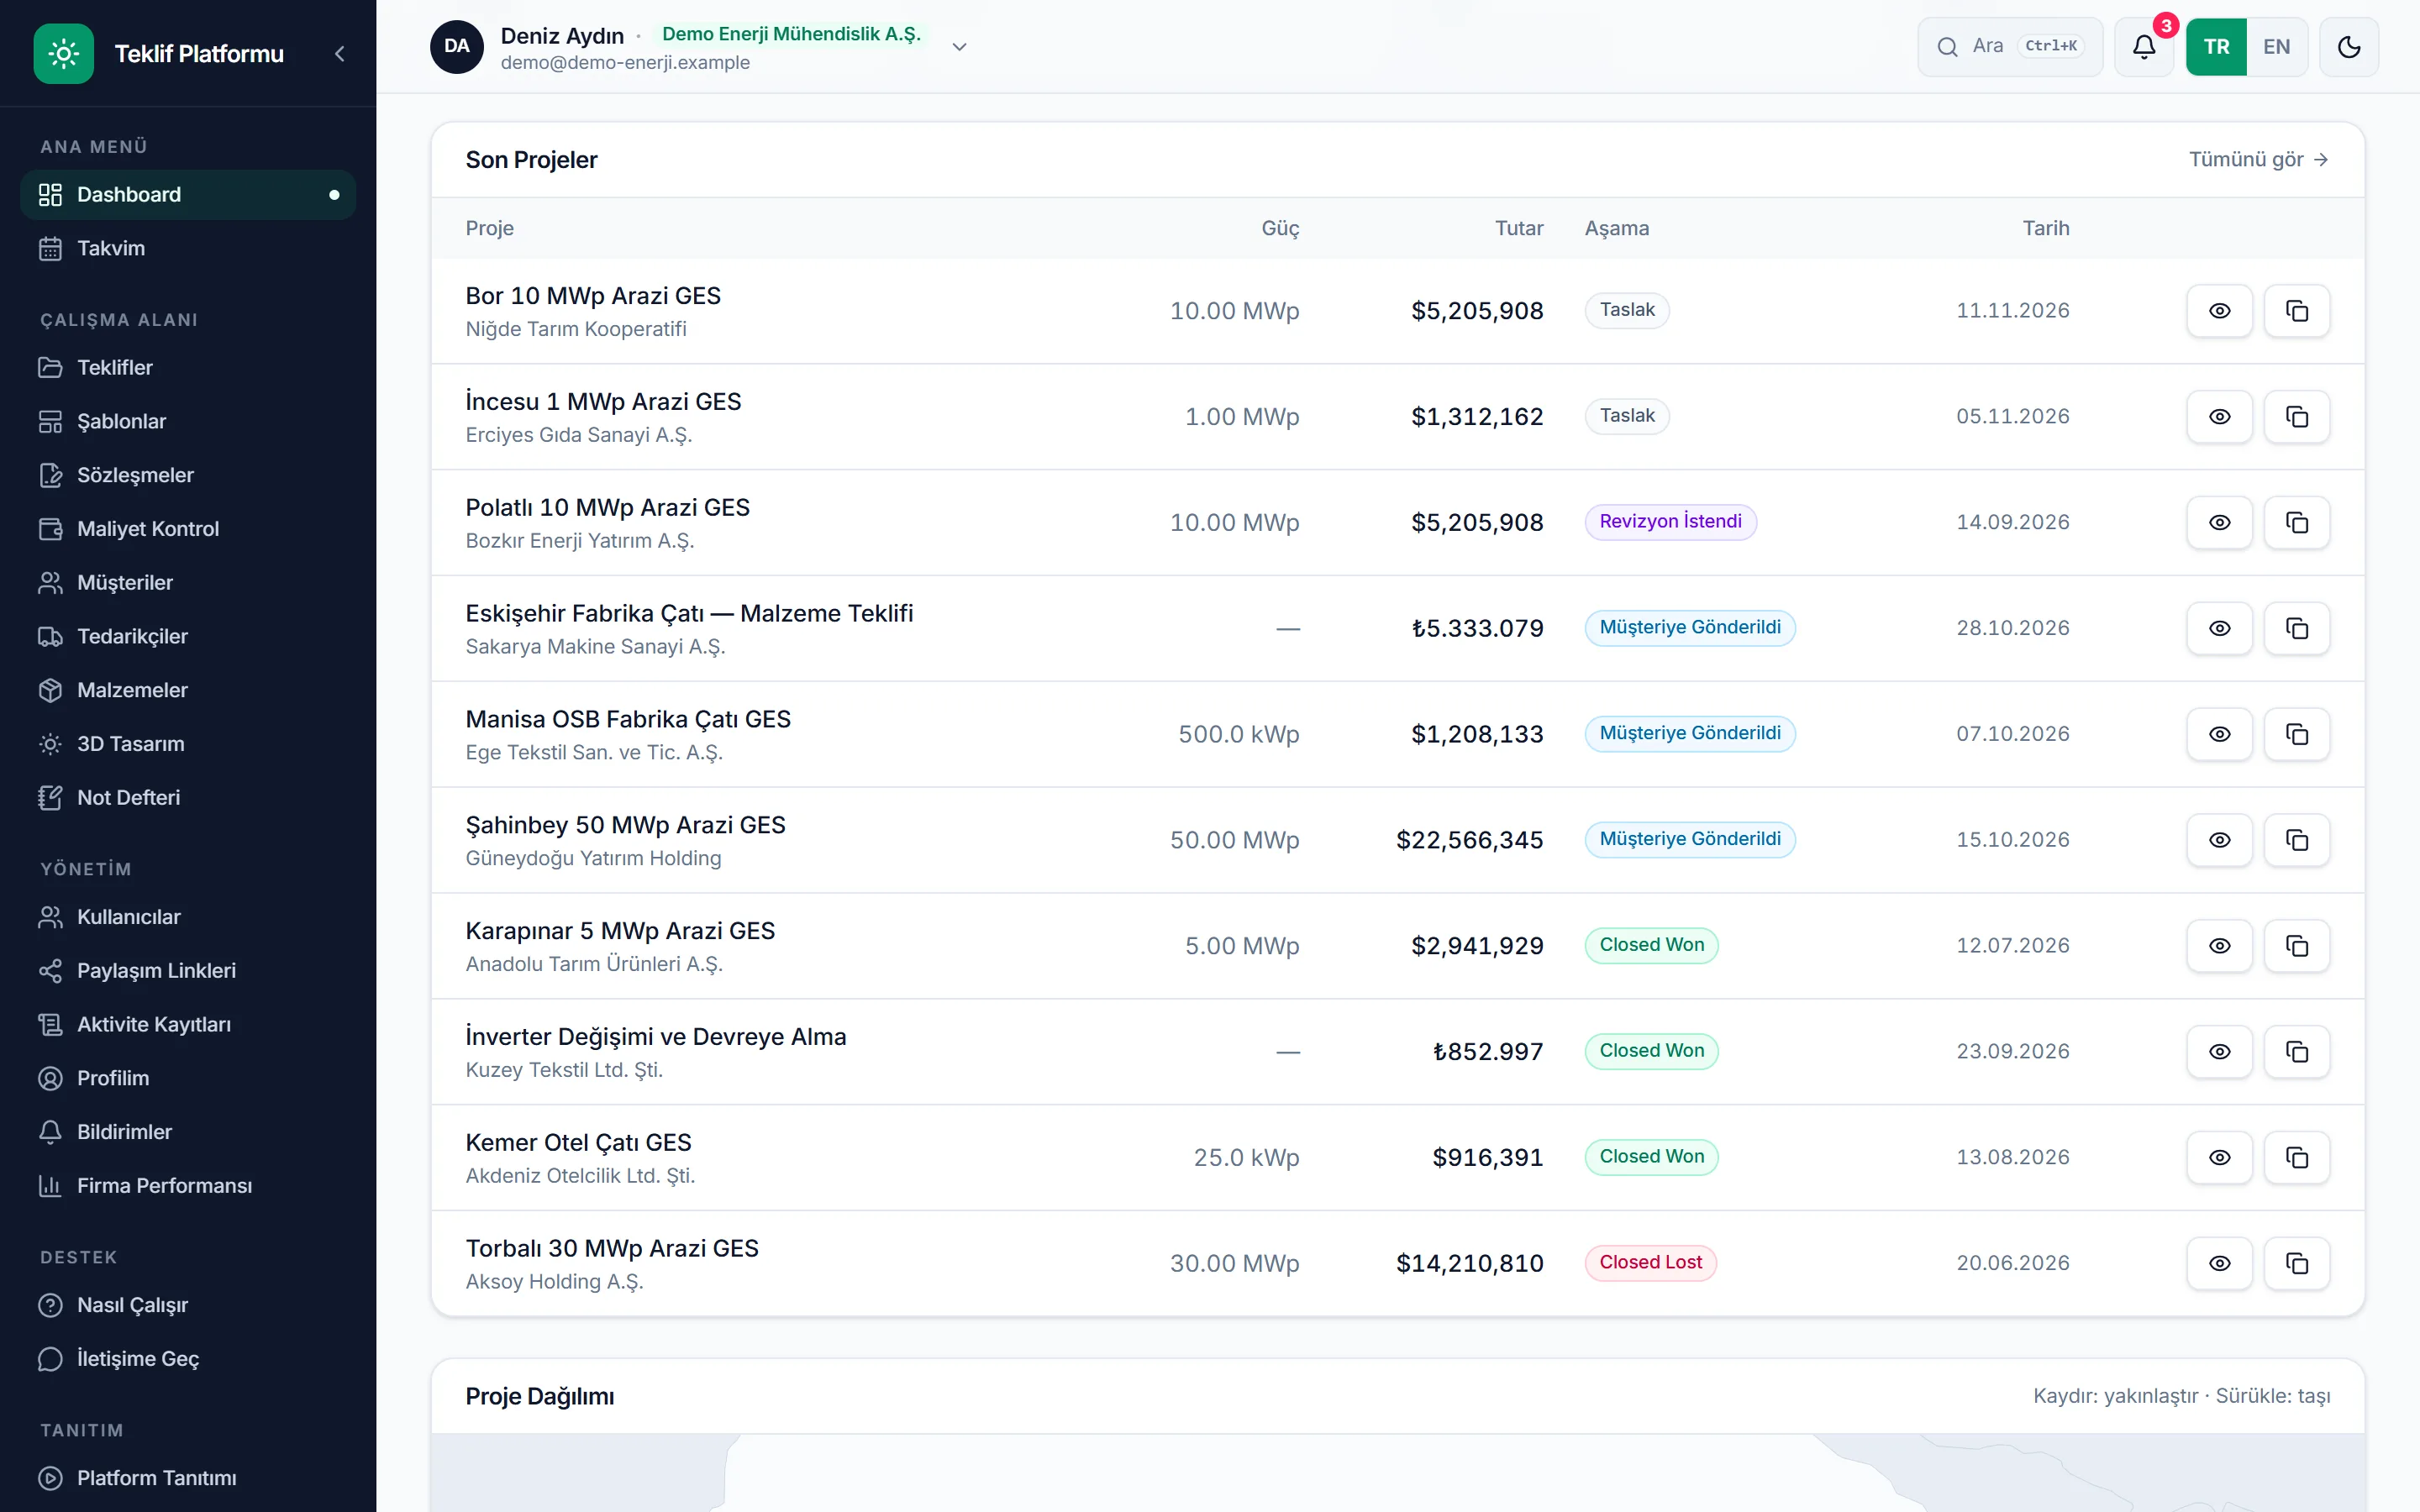 Teklif Platformu
ANA MENÜ
Dashboard
Takvim
ÇALIŞMA ALANI
Teklifler
Şablonlar
Sözleşmeler
Maliyet Kontrol
Müşteriler
Tedarikçiler
Malzemeler
3D Tasarım
Not Defteri
YÖNETİM
Kullanıcılar
Paylaşım Linkleri
Aktivite Kayıtları
Profilim
Bildirimler
Firma Performansı
DESTEK
Nasıl Çalışır
İletişime Geç
TANITIM
Platform Tanıtımı
DA
Deniz Aydın · Demo Enerji Mühendislik A.Ş.
demo@demo-enerji.example
Ara Ctrl+K
3
TR EN
Son Projeler
Tümünü gör →
Proje Güç Tutar Aşama Tarih
Bor 10 MWp Arazi GES
Niğde Tarım Kooperatifi
10.00 MWp $5,205,908 Taslak 11.11.2026
İncesu 1 MWp Arazi GES
Erciyes Gıda Sanayi A.Ş.
1.00 MWp $1,312,162 Taslak 05.11.2026
Polatlı 10 MWp Arazi GES
Bozkır Enerji Yatırım A.Ş.
10.00 MWp $5,205,908 Revizyon İstendi 14.09.2026
Eskişehir Fabrika Çatı — Malzeme Teklifi
Sakarya Makine Sanayi A.Ş.
— ₺5.333.079 Müşteriye Gönderildi 28.10.2026
Manisa OSB Fabrika Çatı GES
Ege Tekstil San. ve Tic. A.Ş.
500.0 kWp $1,208,133 Müşteriye Gönderildi 07.10.2026
Şahinbey 50 MWp Arazi GES
Güneydoğu Yatırım Holding
50.00 MWp $22,566,345 Müşteriye Gönderildi 15.10.2026
Karapınar 5 MWp Arazi GES
Anadolu Tarım Ürünleri A.Ş.
5.00 MWp $2,941,929 Closed Won 12.07.2026
İnverter Değişimi ve Devreye Alma
Kuzey Tekstil Ltd. Şti.
— ₺852.997 Closed Won 23.09.2026
Kemer Otel Çatı GES
Akdeniz Otelcilik Ltd. Şti.
25.0 kWp $916,391 Closed Won 13.08.2026
Torbalı 30 MWp Arazi GES
Aksoy Holding A.Ş.
30.00 MWp $14,210,810 Closed Lost 20.06.2026
Proje Dağılımı
Kaydır: yakınlaştır · Sürükle: taşı